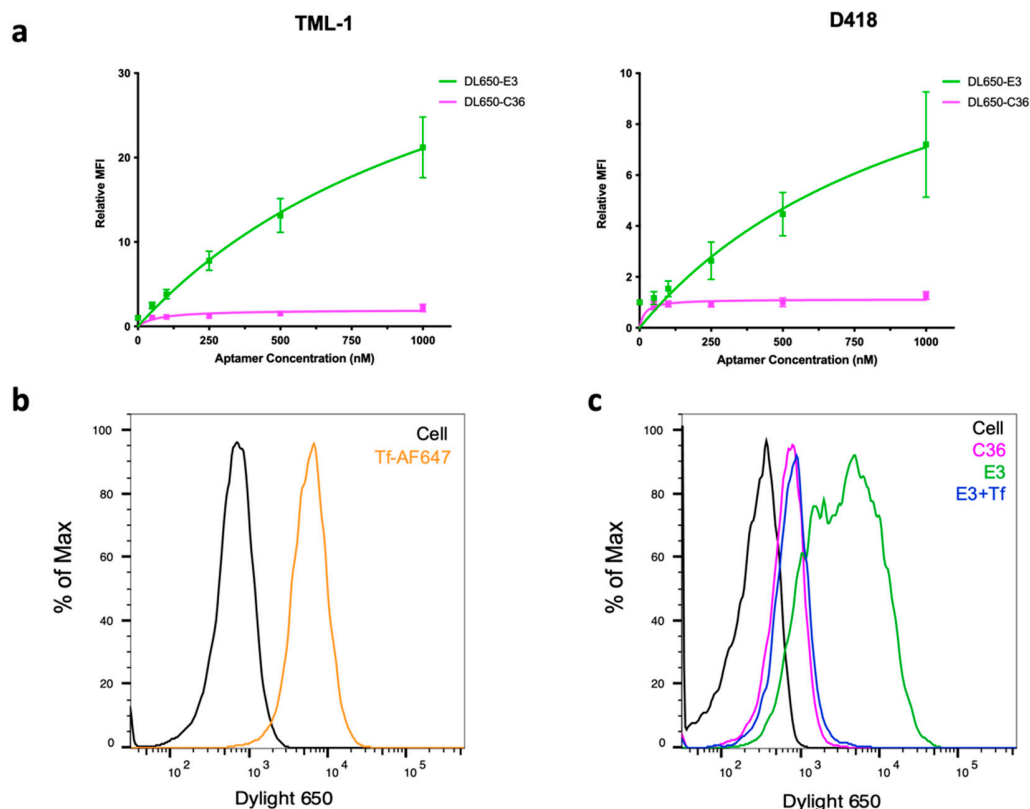 a
TML-1
D418
30
20
10
0
Relative MFI
0
250
500
750
1000
Aptamer Concentration (nM)
DL650-E3
DL650-C36
10
8
6
4
2
0
Relative MFI
0
250
500
750
1000
Aptamer Concentration (nM)
DL650-E3
DL650-C36
b
100
80
60
40
20
0
% of Max
Cell
Tf-AF647
10²
10³
10⁴
10⁵
Dylight 650
c
100
80
60
40
20
0
% of Max
Cell
C36
E3
E3+Tf
10²
10³
10⁴
10⁵
Dylight 650